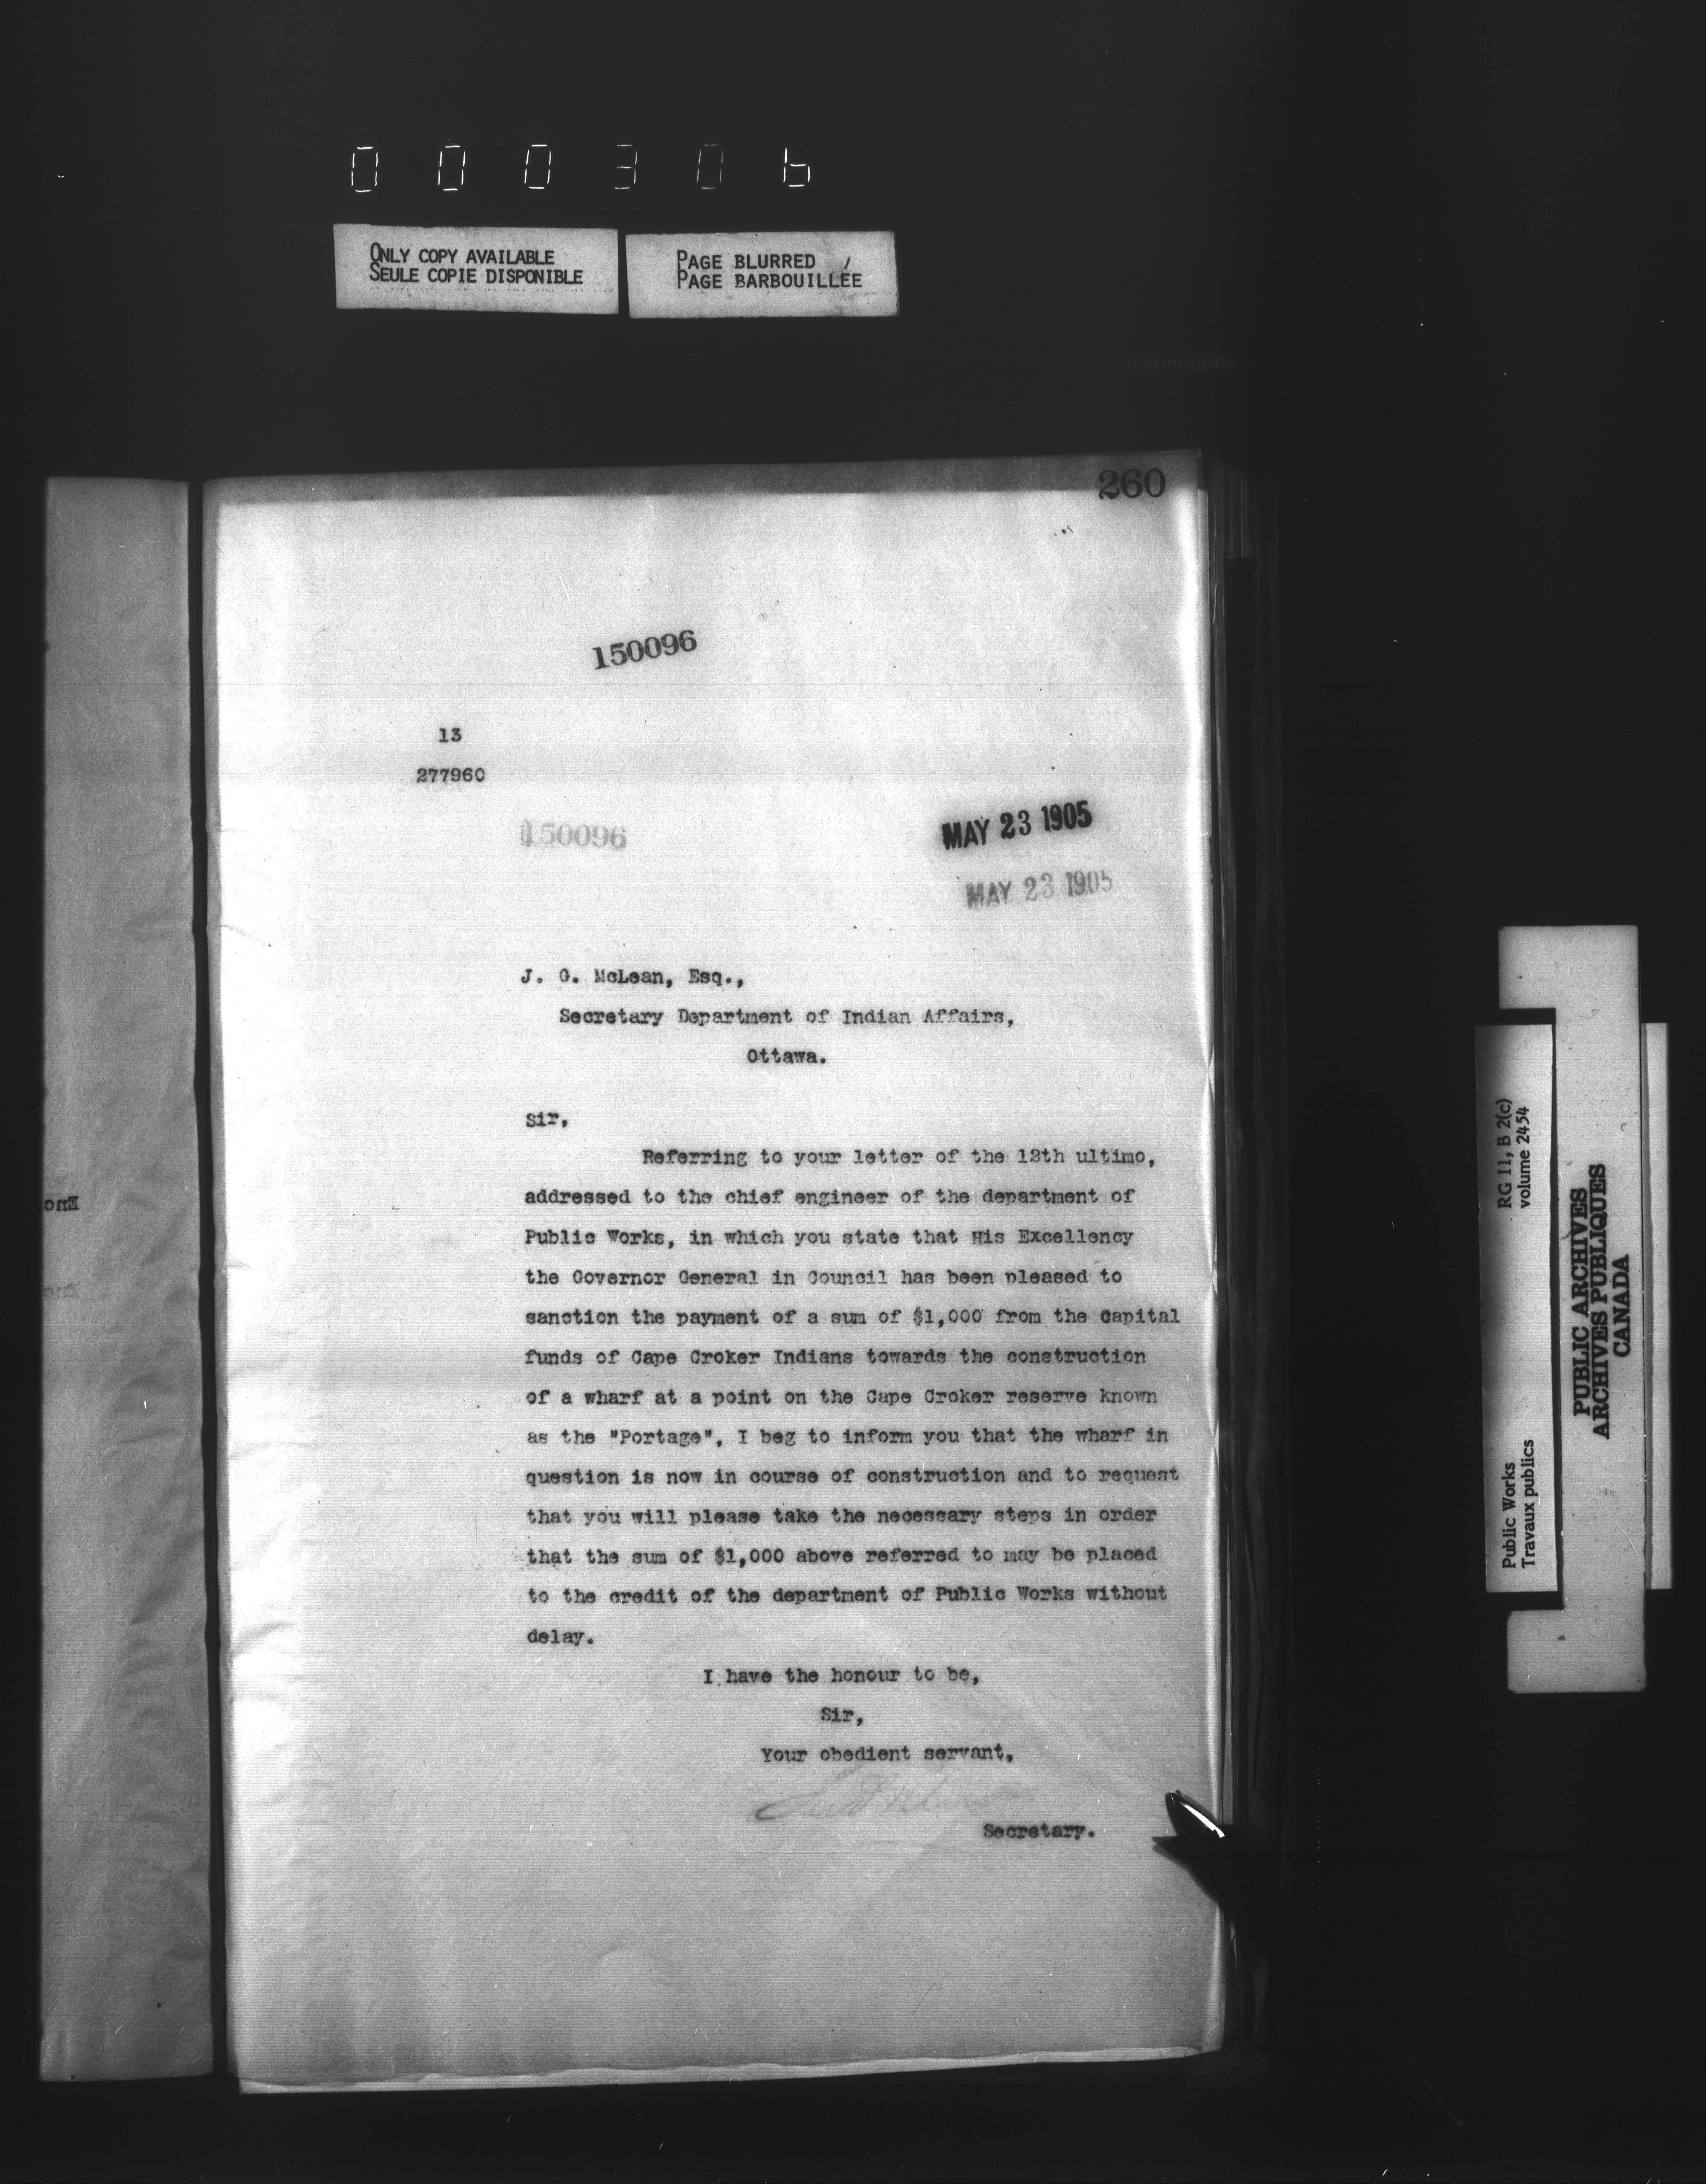 000306
ONLY COPY AVAILABLE
SEULE COPIE DISPONIBLE
PAGE BLURRED
PAGE BARBOUILLÉE
260
150096
13
277960
150096
MAY 23 1905
MAY 23 1905
J. G. McLean, Esq.,
Secretary Department of Indian Affairs,
Ottawa.
Sir,
Referring to your letter of the 12th ultimo,
addressed to the chief engineer of the department of
Public Works, in which you state that His Excellency
the Governor General in Council has been pleased to
sanction the payment of a sum of $1,000 from the Capital
funds of Cape Croker Indians towards the construction
of a wharf at a point on the Cape Croker reserve known
as the "Portage", I beg to inform you that the wharf in
question is now in course of construction and to request
that you will please take the necessary steps in order
that the sum of $1,000 above referred to may be placed
to the credit of the department of Public Works without
delay.
I have the honour to be,
Sir,
Your obedient servant,
Secretary.
RG 11, B 2(c)
volume 2454
Public Works
Travaux publics
PUBLIC ARCHIVES
ARCHIVES PUBLIQUES
CANADA